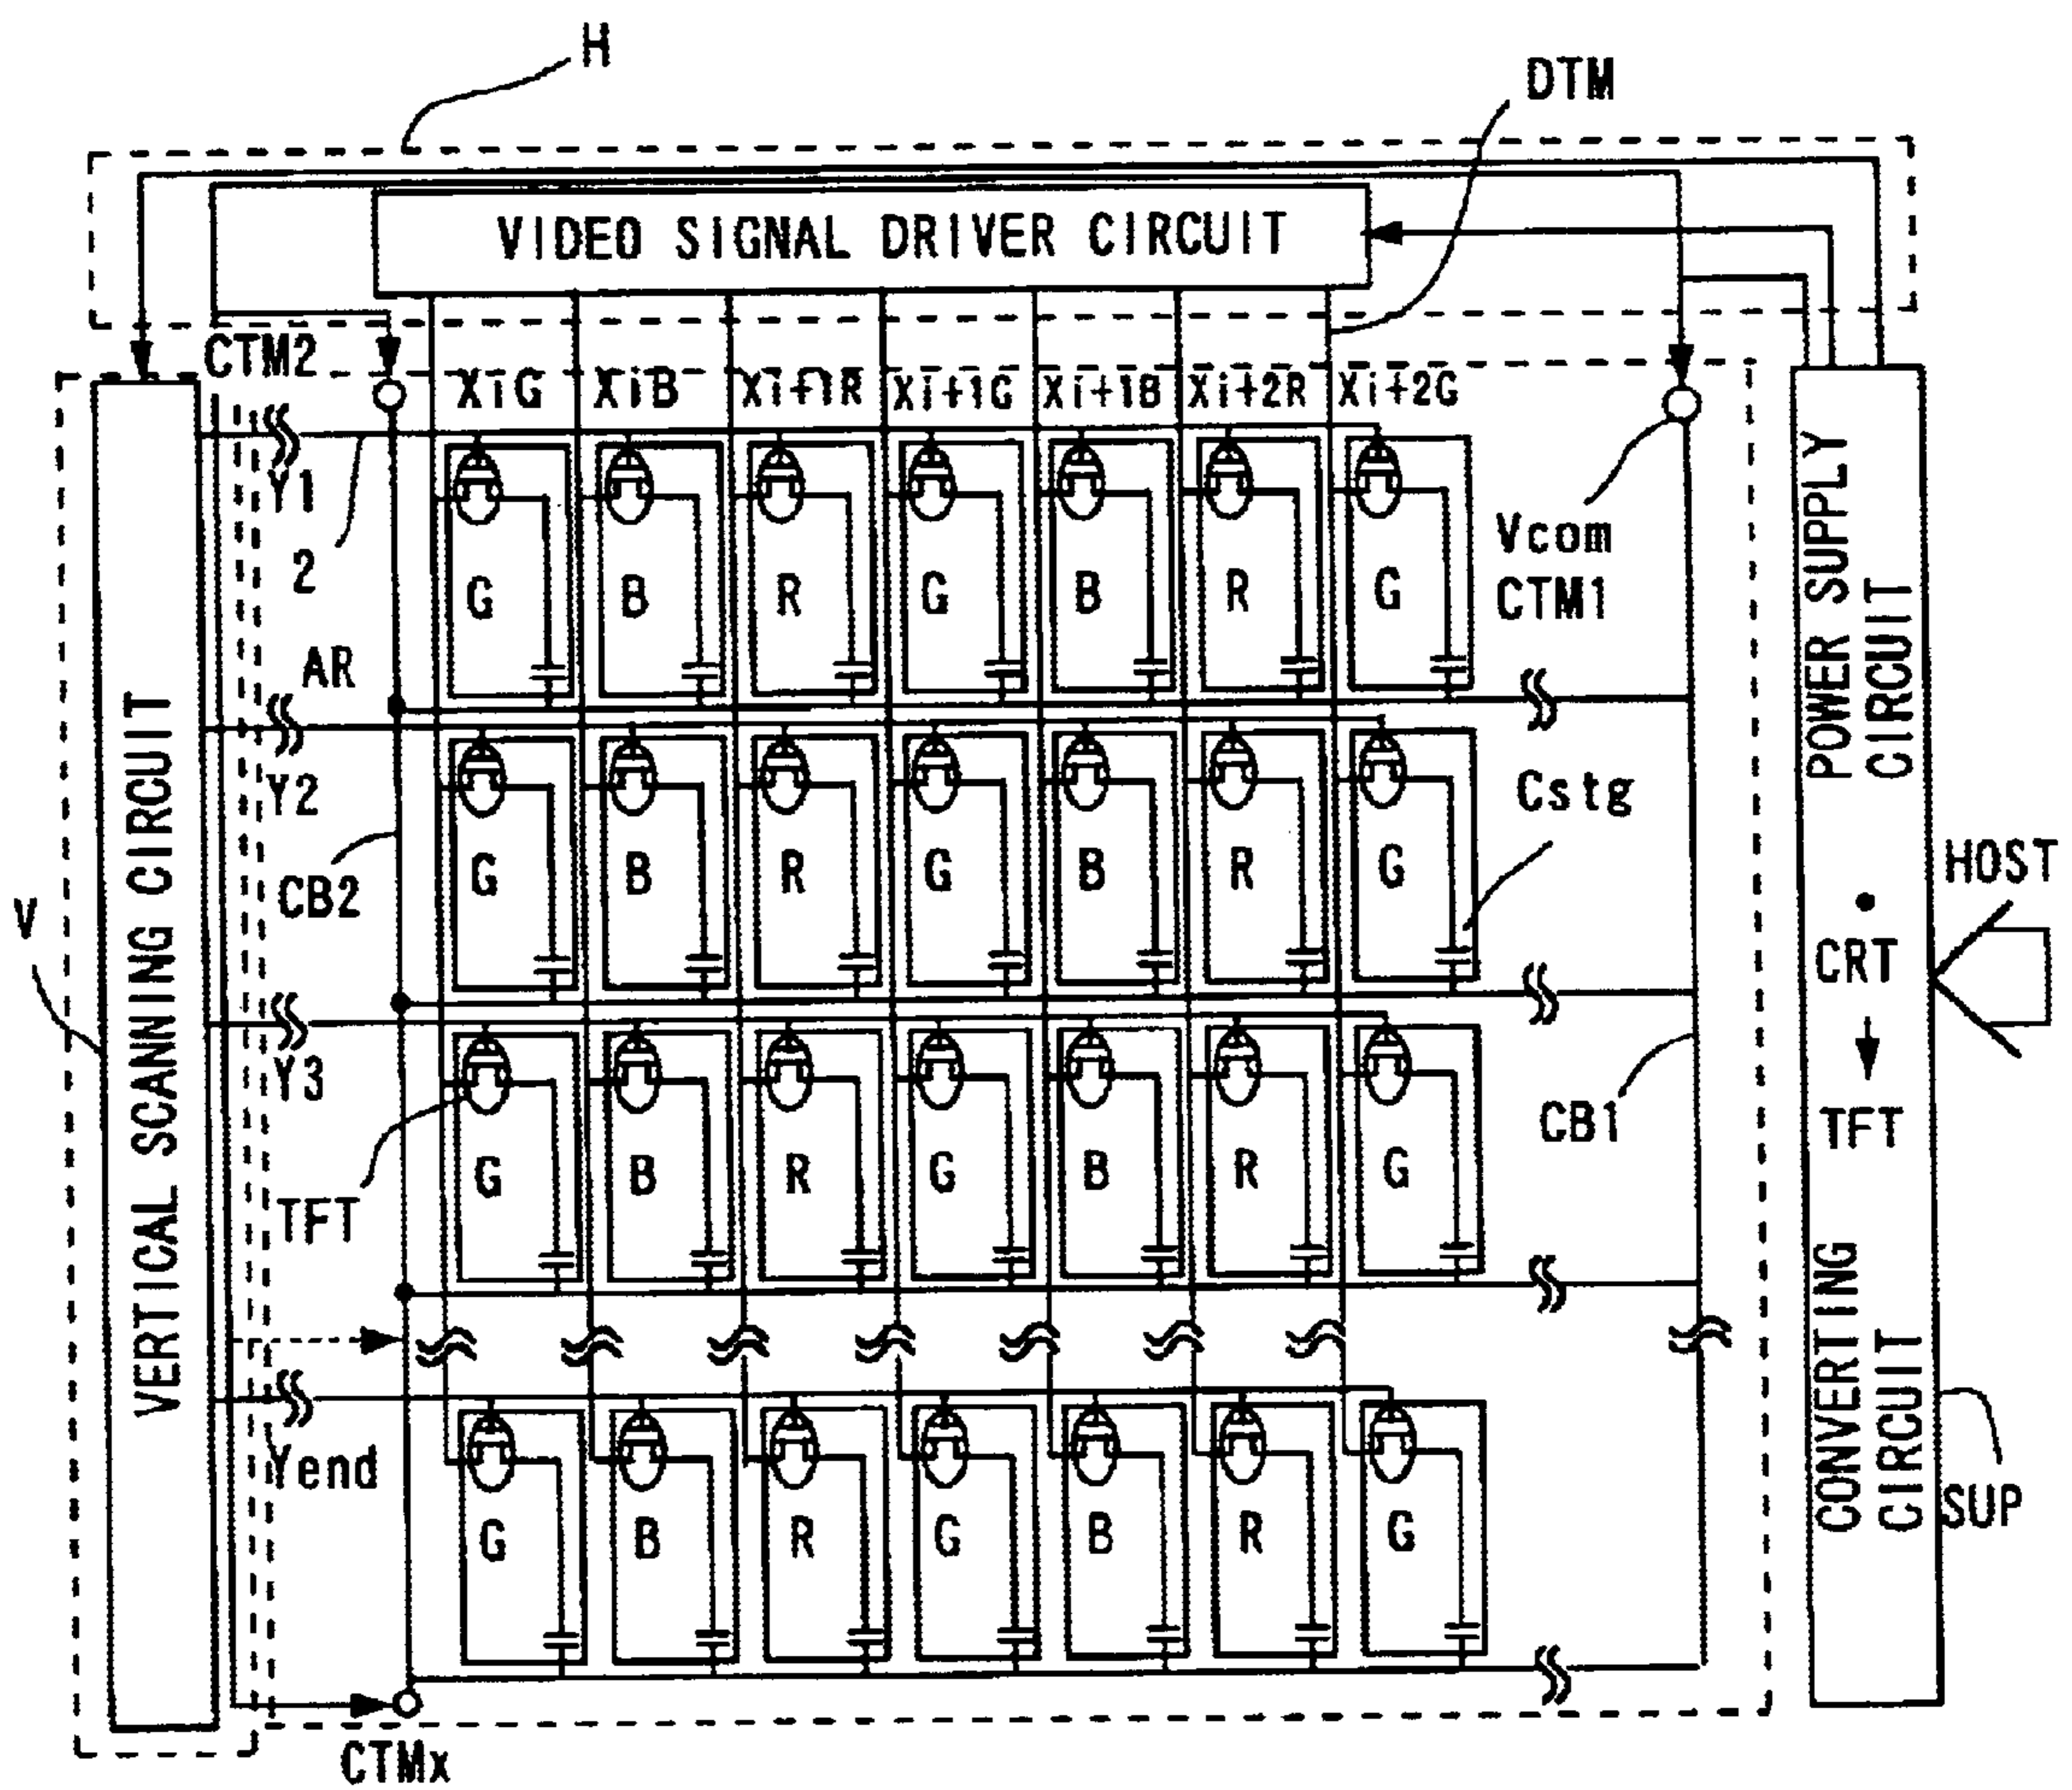 H
DTM
VIDEO SIGNAL DRIVER CIRCUIT
CTM2
XiG XiB Xi+1R Xi+1G Xi+1B Xi+2R Xi+2G
Y1
2
G B R G B R G
Vcom
CTM1
AR
Y2
CB2
G B R G B R G
Cstg
V
VERTICAL SCANNING CIRCUIT
Y3
TFT
G B R G B R G
CB1
POWER SUPPLY
CIRCUIT
•
CRT
↓
TFT
CONVERTING
CIRCUIT
HOST
SUP
Yend
G B R G B R G
CTMx